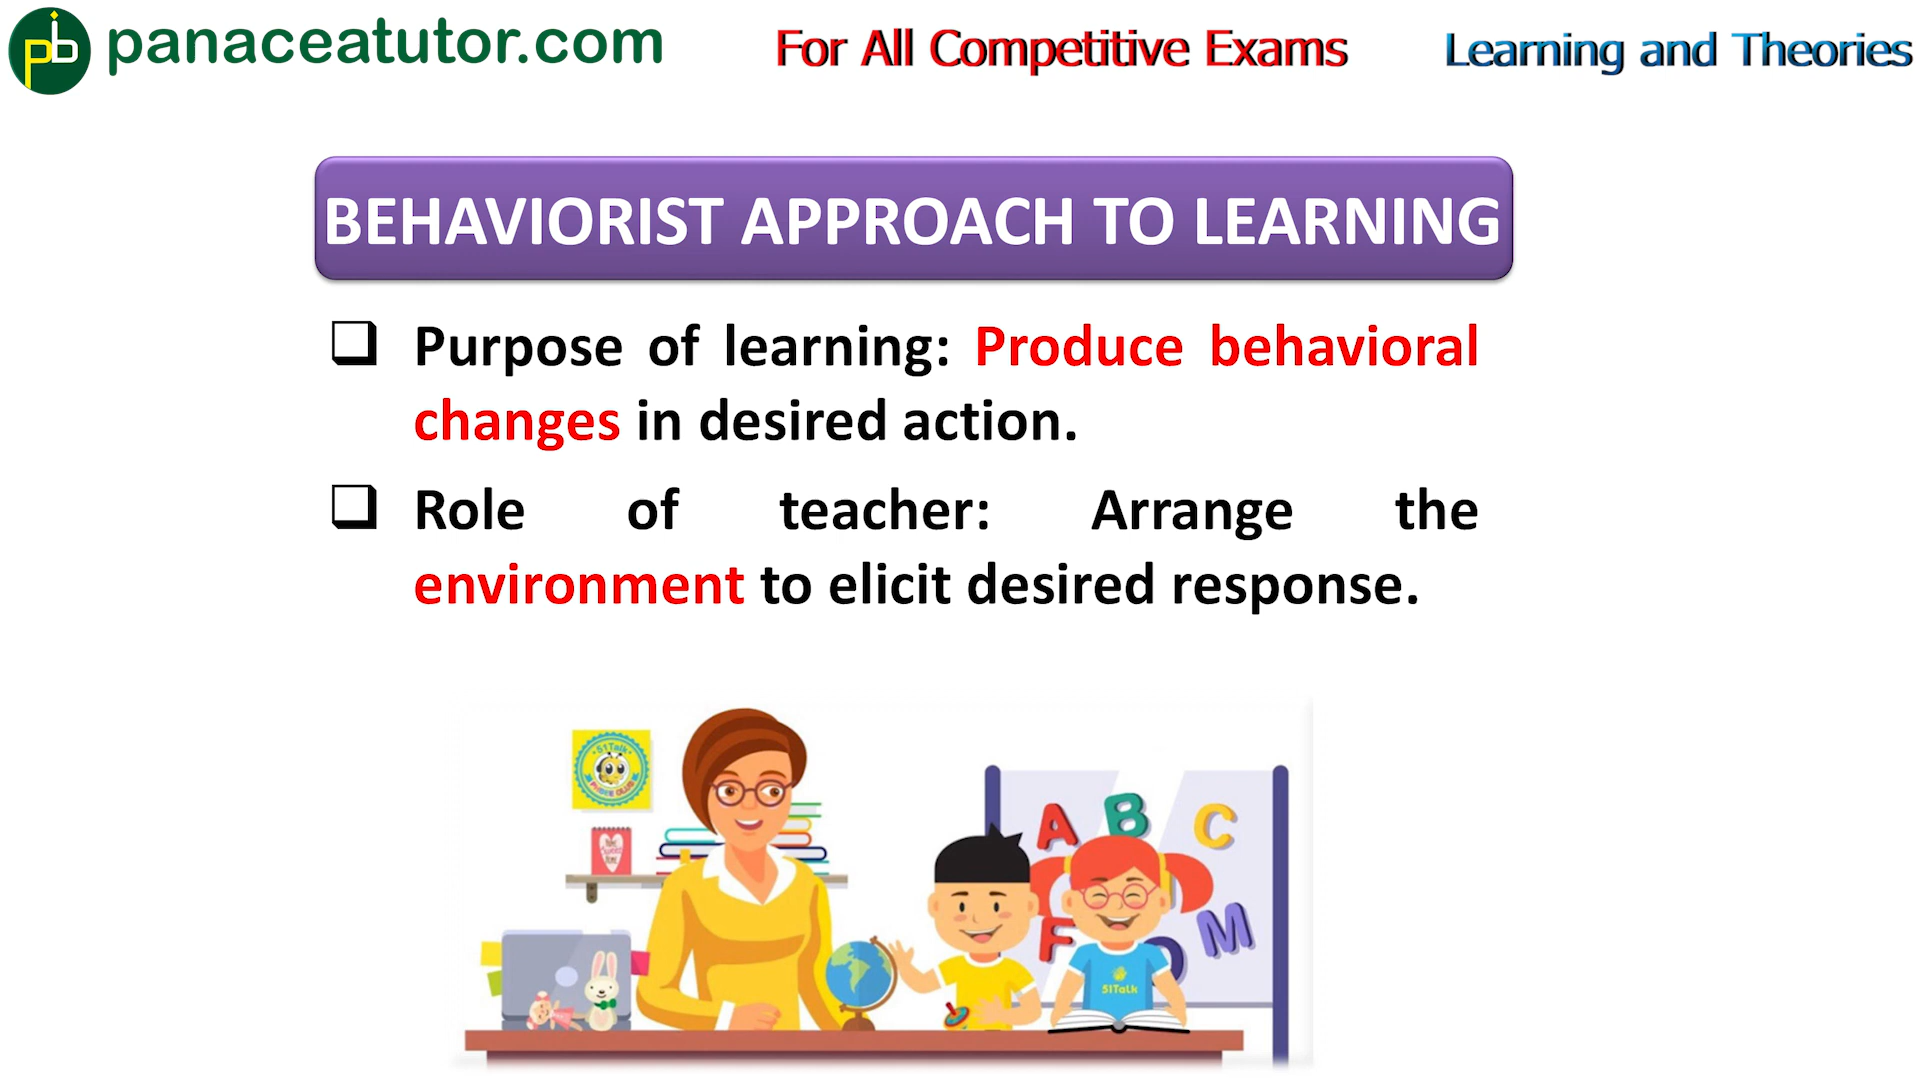 panaceatutor.com
For All Competitive Exams
Learning and Theories
BEHAVIORIST APPROACH TO LEARNING
❑ Purpose of learning: Produce behavioral
changes in desired action.
❑ Role of teacher: Arrange the
environment to elicit desired response.
51Talk
A B C
F M
51Talk